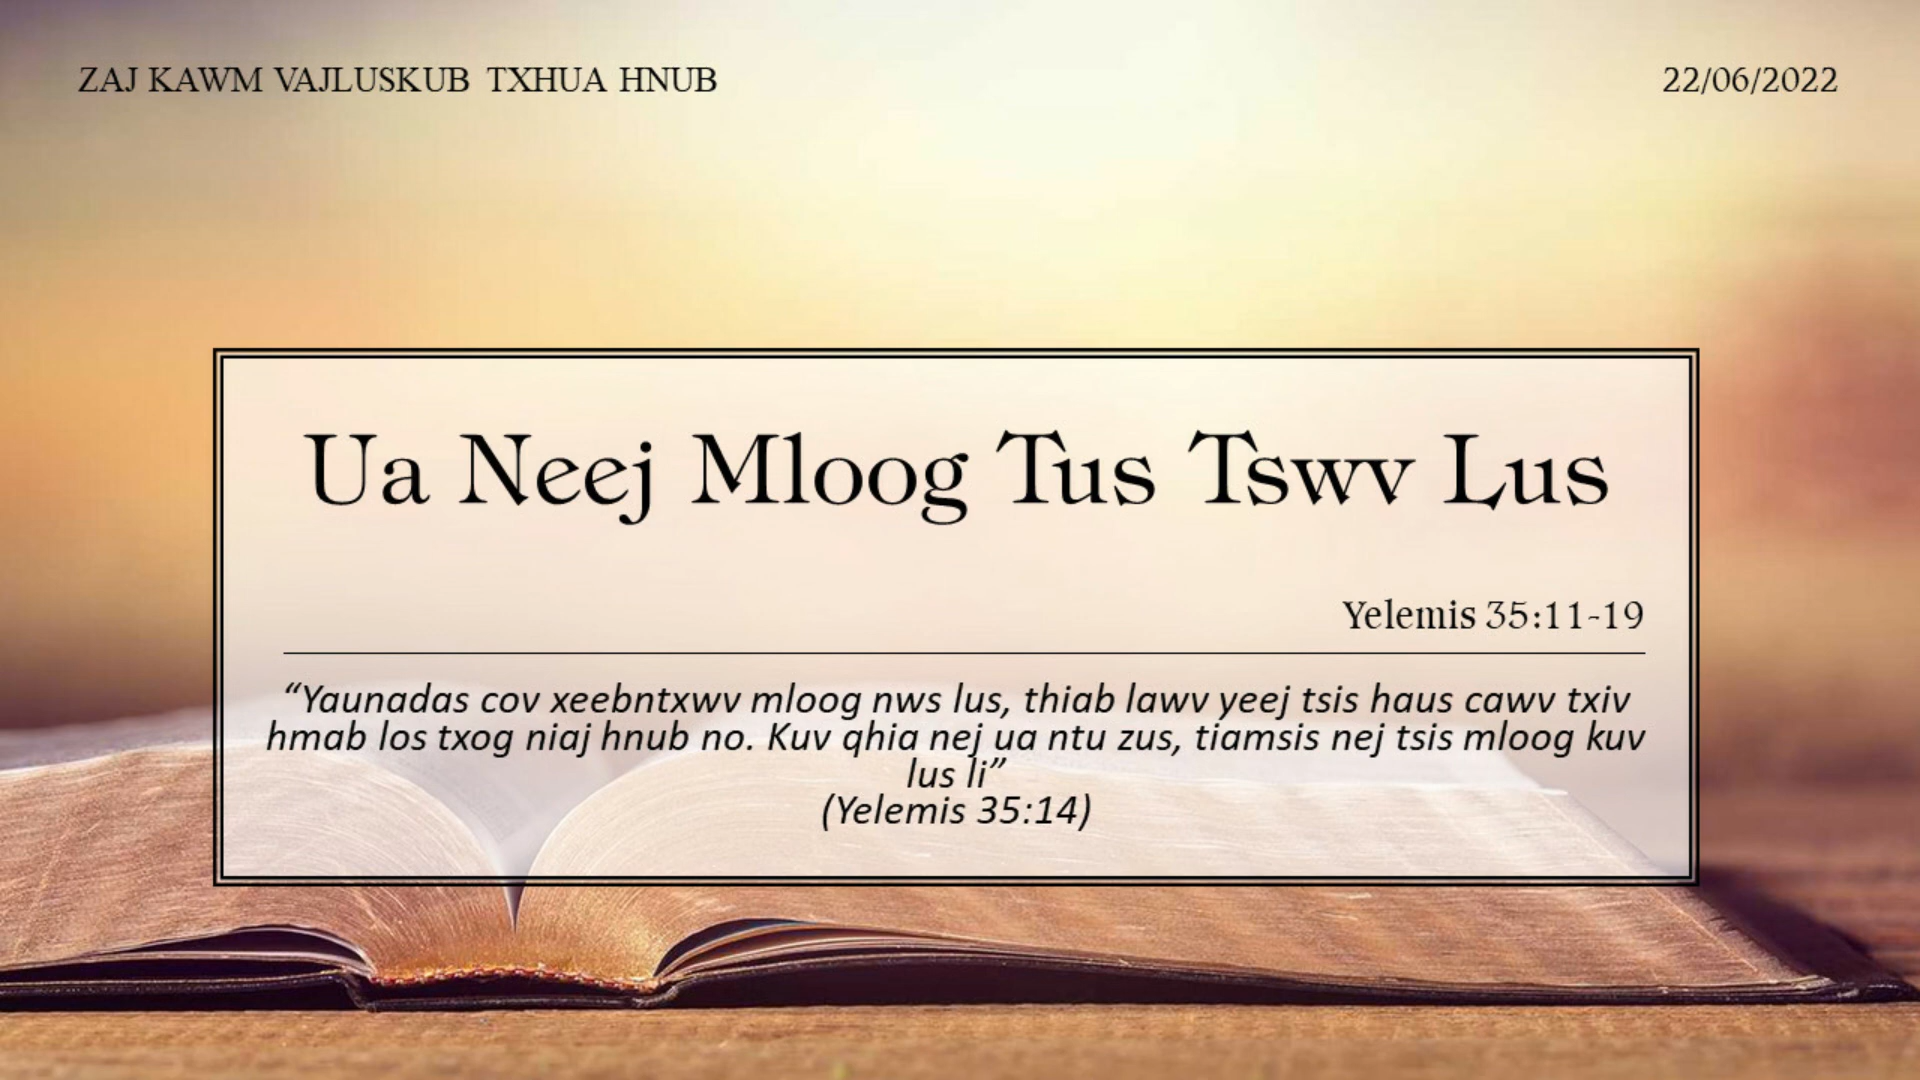 ZAJ KAWM VAJLUSKUB TXHUA HNUB
22/06/2022
Ua Neej Mloog Tus Tswv Lus
Yelemis 35:11-19
“Yaunadas cov xeebntxwv mloog nws lus, thiab lawv yeej tsis haus cawv txiv
hmab los txog niaj hnub no. Kuv qhia nej ua ntu zus, tiamsis nej tsis mloog kuv
lus li”
(Yelemis 35:14)